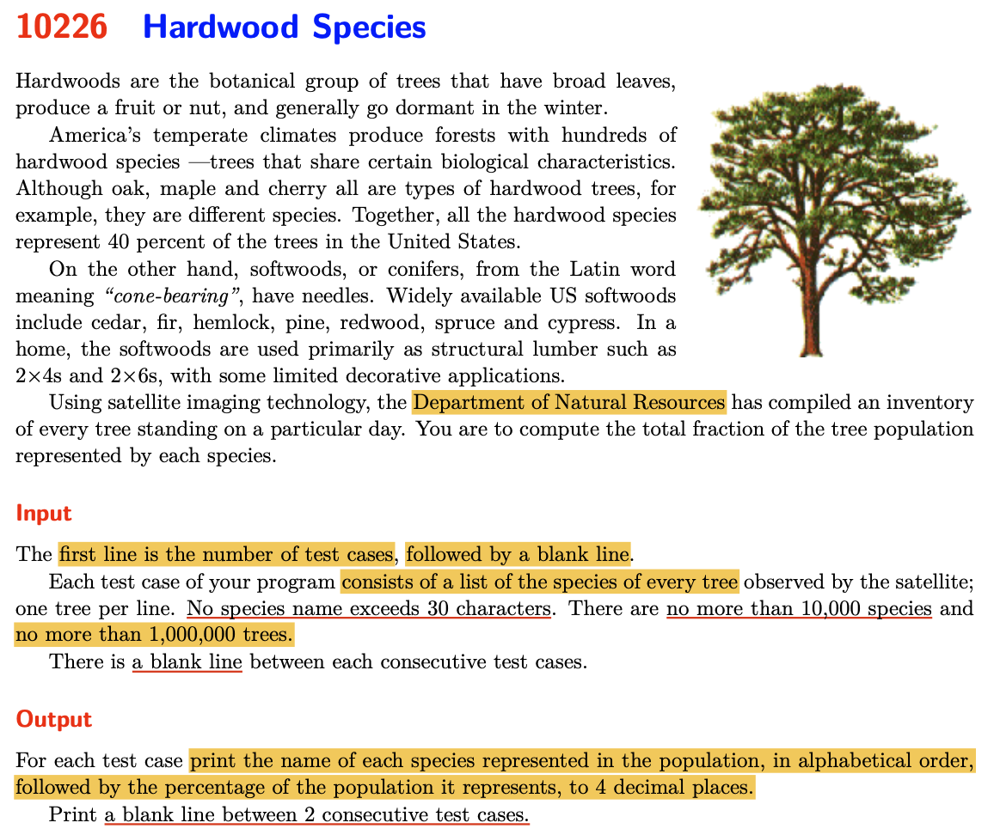 10226 Hardwood Species
Hardwoods are the botanical group of trees that have broad leaves,
produce a fruit or nut, and generally go dormant in the winter.
America's temperate climates produce forests with hundreds of
hardwood species —trees that share certain biological characteristics.
Although oak, maple and cherry all are types of hardwood trees, for
example, they are different species. Together, all the hardwood species
represent 40 percent of the trees in the United States.
On the other hand, softwoods, or conifers, from the Latin word
meaning “cone-bearing”, have needles. Widely available US softwoods
include cedar, fir, hemlock, pine, redwood, spruce and cypress. In a
home, the softwoods are used primarily as structural lumber such as
2×4s and 2×6s, with some limited decorative applications.
Using satellite imaging technology, the Department of Natural Resources has compiled an inventory
of every tree standing on a particular day. You are to compute the total fraction of the tree population
represented by each species.
Input
The first line is the number of test cases, followed by a blank line.
Each test case of your program consists of a list of the species of every tree observed by the satellite;
one tree per line. No species name exceeds 30 characters. There are no more than 10,000 species and
no more than 1,000,000 trees.
There is a blank line between each consecutive test cases.
Output
For each test case print the name of each species represented in the population, in alphabetical order,
followed by the percentage of the population it represents, to 4 decimal places.
Print a blank line between 2 consecutive test cases.